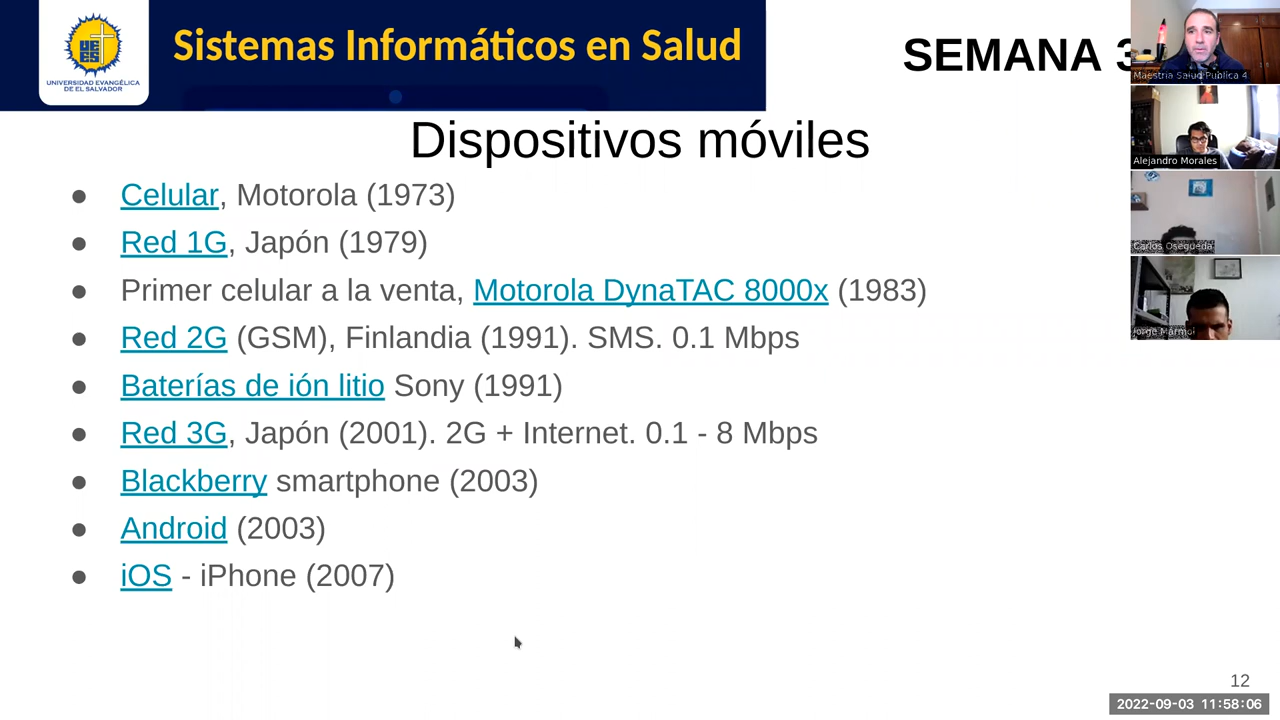 UNIVERSIDAD EVANGÉLICA
DE EL SALVADOR
Sistemas Informáticos en Salud
SEMANA 3
Dispositivos móviles
● Celular, Motorola (1973)
● Red 1G, Japón (1979)
● Primer celular a la venta, Motorola DynaTAC 8000x (1983)
● Red 2G (GSM), Finlandia (1991). SMS. 0.1 Mbps
● Baterías de ión litio Sony (1991)
● Red 3G, Japón (2001). 2G + Internet. 0.1 - 8 Mbps
● Blackberry smartphone (2003)
● Android (2003)
● iOS - iPhone (2007)
Maestria Salud Publica 4
Alejandro Morales
Carlos Osegueda
Jorge Mármol
12
2022-09-03 11:58:06